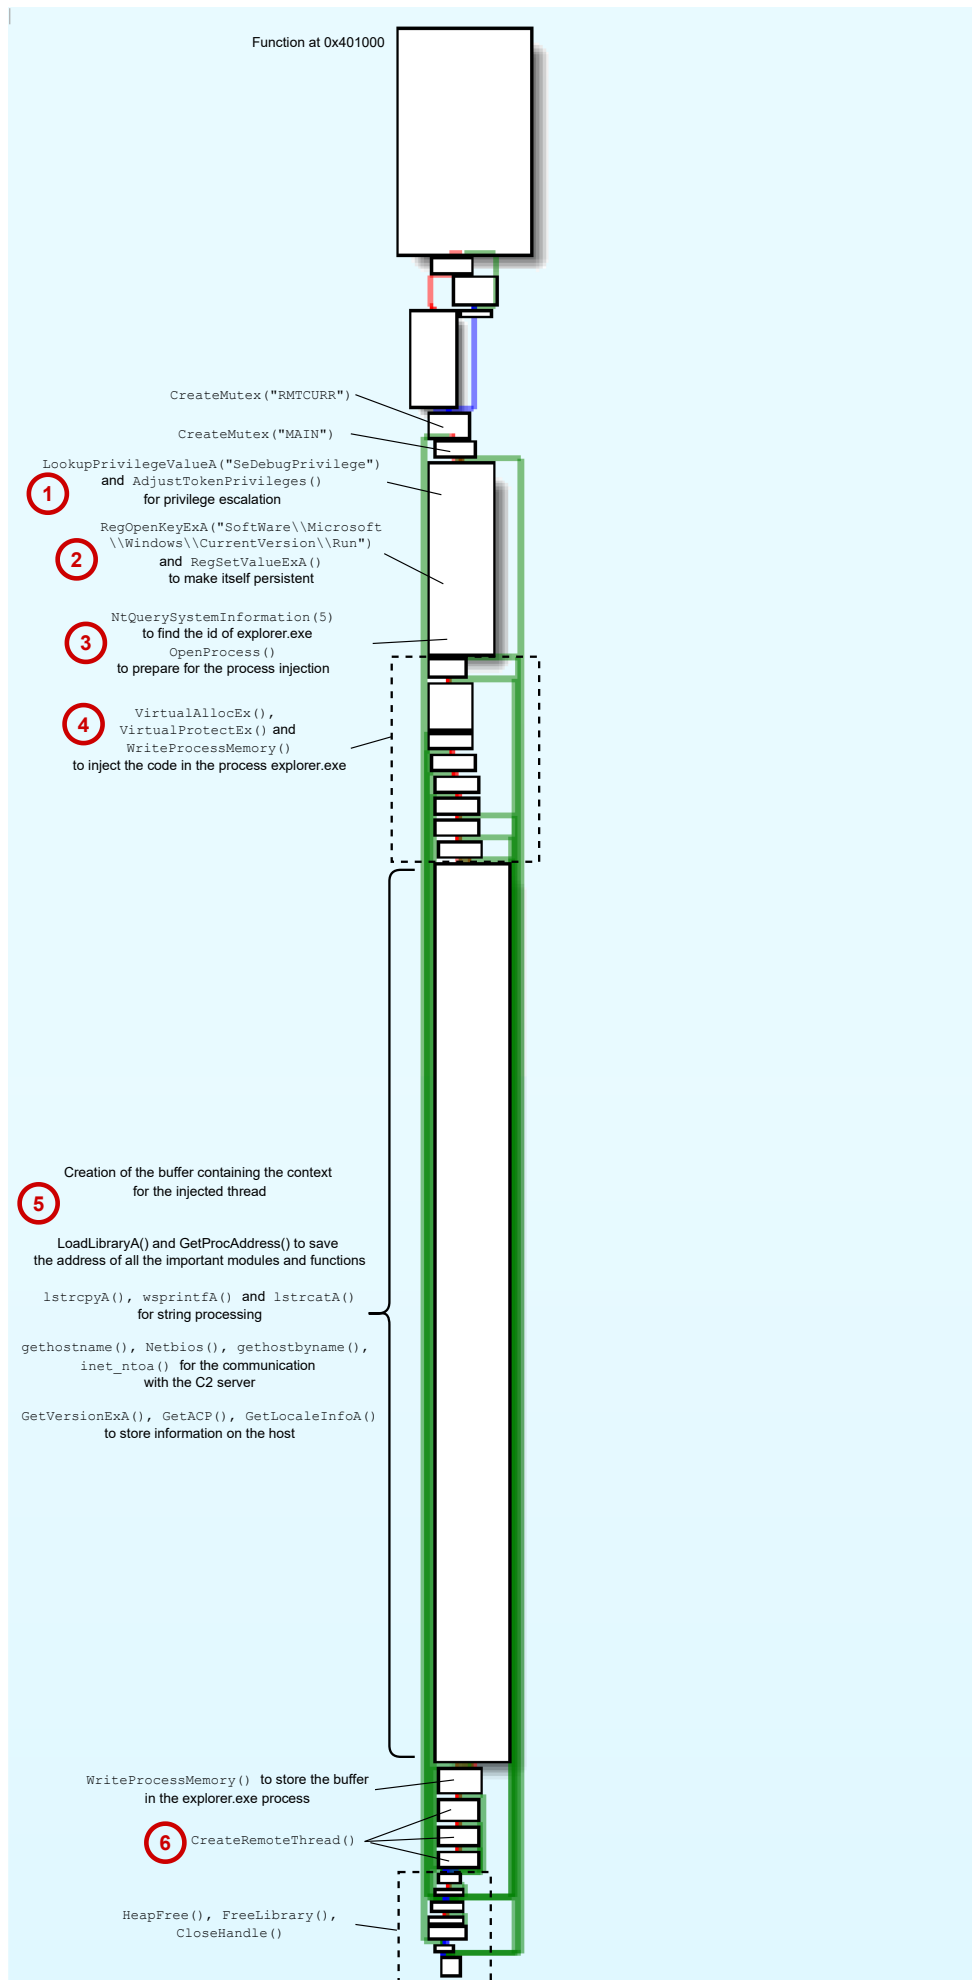 Function at 0x401000
CreateMutex("RMTCURR")
CreateMutex("MAIN")
LookupPrivilegeValueA("SeDebugPrivilege")
1
and AdjustTokenPrivileges()
for privilege escalation
RegOpenKeyExA("SoftWare\\Microsoft
2
\\Windows\\CurrentVersion\\Run")
and RegSetValueExA()
to make itself persistent
NtQuerySystemInformation(5)
3
to find the id of explorer.exe
OpenProcess()
to prepare for the process injection
4
VirtualAllocEx(),
VirtualProtectEx() and
WriteProcessMemory()
to inject the code in the process explorer.exe
5
Creation of the buffer containing the context
for the injected thread
LoadLibraryA() and GetProcAddress() to save
the address of all the important modules and functions
lstrcpyA(), wsprintfA() and lstrcatA()
for string processing
gethostname(), Netbios(), gethostbyname(),
inet_ntoa() for the communication
with the C2 server
GetVersionExA(), GetACP(), GetLocaleInfoA()
to store information on the host
WriteProcessMemory() to store the buffer
in the explorer.exe process
6
CreateRemoteThread()
HeapFree(), FreeLibrary(),
CloseHandle()